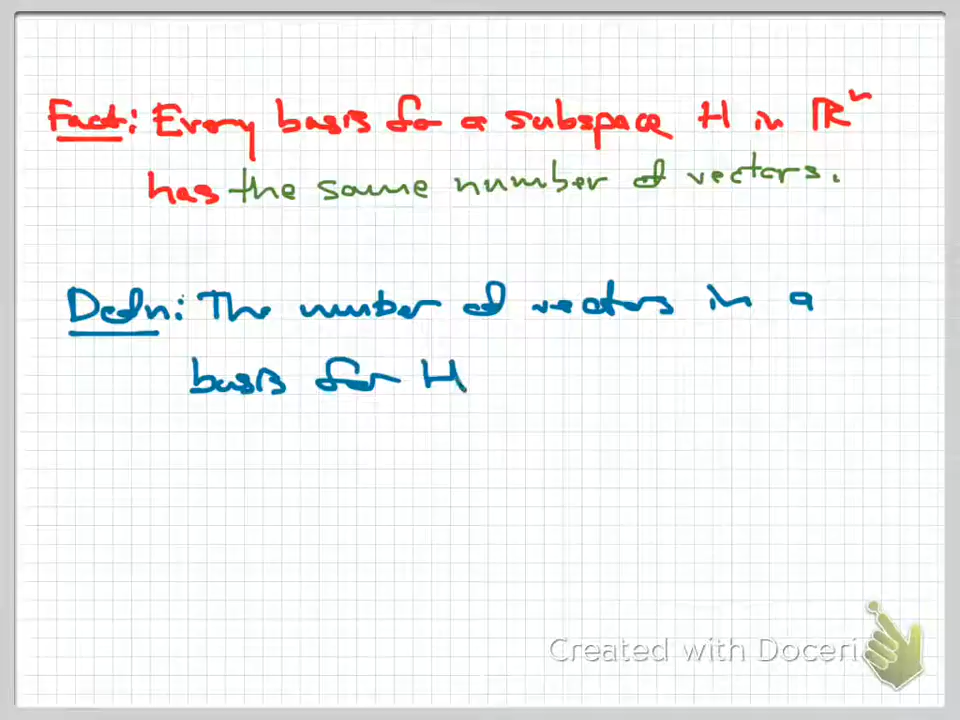 Fact: Every basis for a subspace H in ℝⁿ
has the same number of vectors.
Defn: The number of vectors in a
basis for H
Created with Doceri